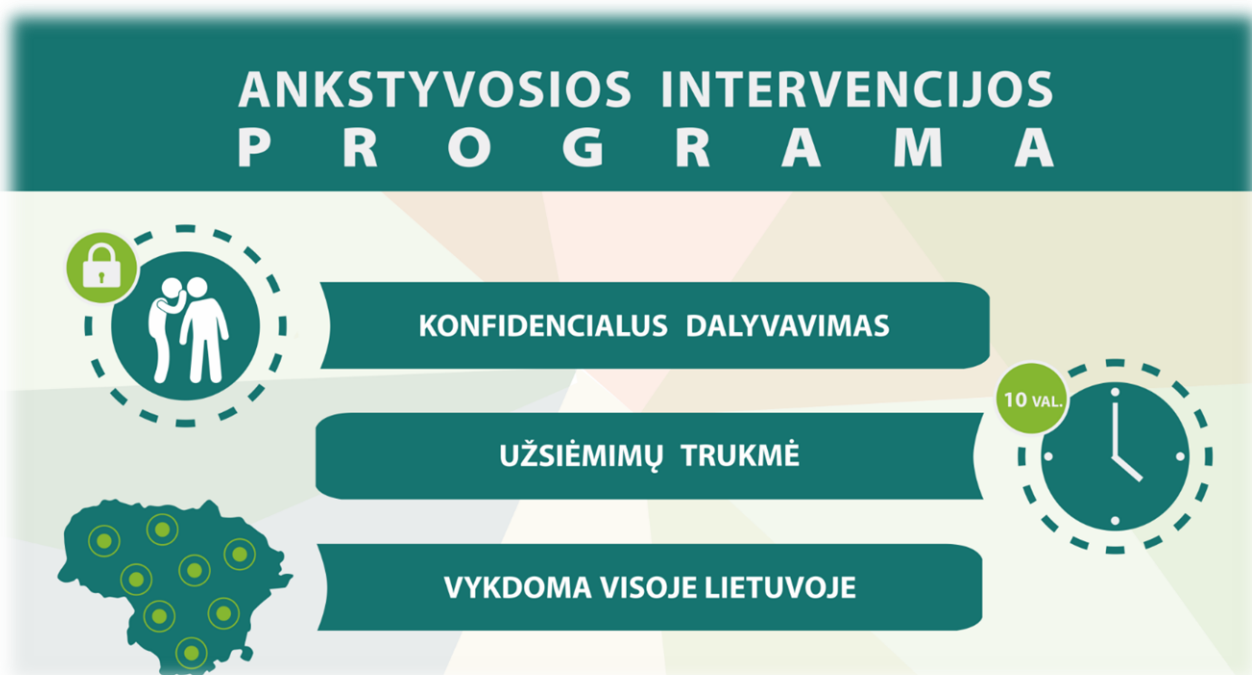 ANKSTYVOSIOS INTERVENCIJOS
PROGRAMA
KONFIDENCIALUS DALYVAVIMAS
10 VAL.
UŽSIĖMIMŲ TRUKMĖ
VYKDOMA VISOJE LIETUVOJE